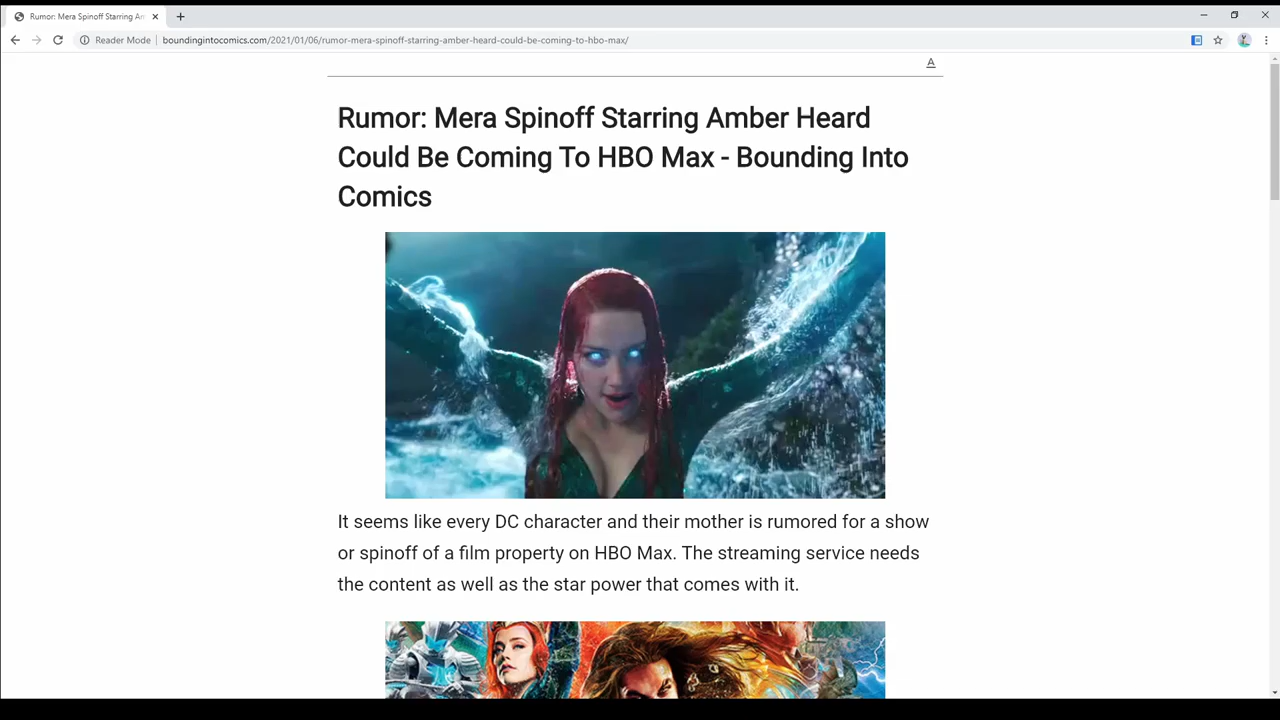 Rumor: Mera Spinoff Starring Am
Reader Mode
boundingintocomics.com/2021/01/06/rumor-mera-spinoff-starring-amber-heard-could-be-coming-to-hbo-max/
A
Rumor: Mera Spinoff Starring Amber Heard
Could Be Coming To HBO Max - Bounding Into
Comics
It seems like every DC character and their mother is rumored for a show
or spinoff of a film property on HBO Max. The streaming service needs
the content as well as the star power that comes with it.